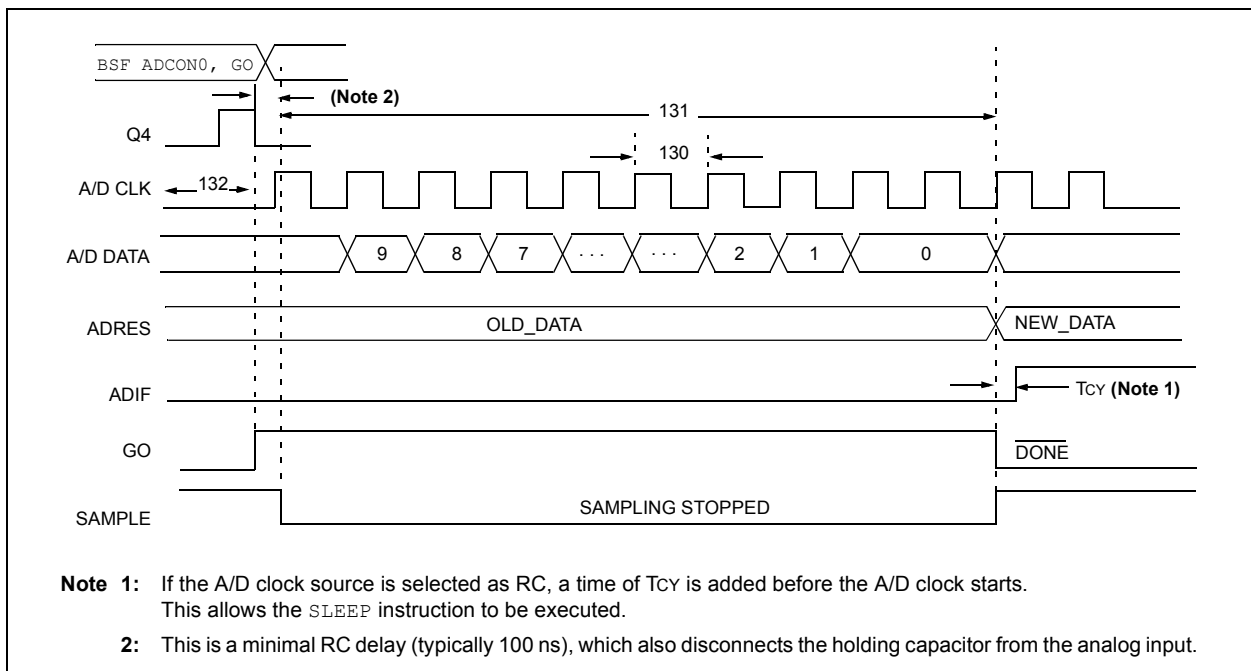 BSF ADCON0, GO
(Note 2)
131
Q4
130
A/D CLK
132
A/D DATA
9 8 7 · · · · · · 2 1 0
ADRES
OLD_DATA
NEW_DATA
ADIF
TCY (Note 1)
GO
DONE
SAMPLE
SAMPLING STOPPED
Note 1: If the A/D clock source is selected as RC, a time of TCY is added before the A/D clock starts.
This allows the SLEEP instruction to be executed.
2: This is a minimal RC delay (typically 100 ns), which also disconnects the holding capacitor from the analog input.